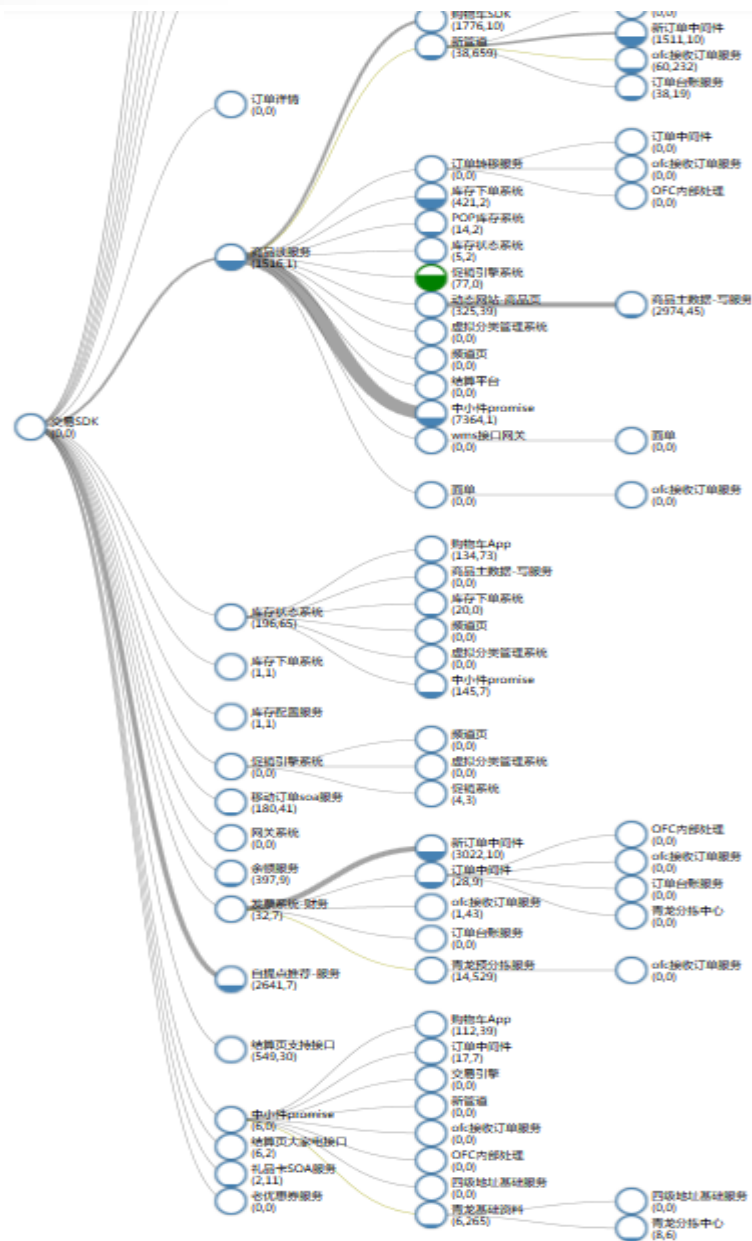 购物车SDK
(1776,10)
新管道
(38,659)
(0,0)
新订单中间件
(1511,10)
ofc接收订单服务
(60,232)
订单台账服务
(38,19)
订单详情
(0,0)
商品读服务
(1516,1)
订单转移服务
(0,0)
订单中间件
(0,0)
ofc接收订单服务
(0,0)
OFC内部处理
(0,0)
库存下单系统
(421,2)
POP库存系统
(14,2)
库存状态系统
(5,2)
促销引擎系统
(77,0)
动态网站-商品页
(325,39)
商品主数据-写服务
(2974,45)
虚拟分类管理系统
(0,0)
频道页
(0,0)
结算平台
(0,0)
中小件promise
(7364,1)
wms接口网关
(0,0)
面单
(0,0)
面单
(0,0)
ofc接收订单服务
(0,0)
交易SDK
(0,0)
库存状态系统
(196,65)
购物车App
(134,73)
商品主数据-写服务
(0,0)
库存下单系统
(20,0)
频道页
(0,0)
虚拟分类管理系统
(0,0)
中小件promise
(145,7)
库存下单系统
(1,1)
库存配置服务
(1,1)
促销引擎系统
(0,0)
频道页
(0,0)
虚拟分类管理系统
(0,0)
促销系统
(4,3)
移动订单soa服务
(180,41)
网关系统
(0,0)
余额服务
(397,9)
发票系统-财务
(32,7)
新订单中间件
(3022,10)
订单中间件
(28,9)
OFC内部处理
(0,0)
ofc接收订单服务
(0,0)
订单台账服务
(0,0)
青龙分拣中心
(0,0)
ofc接收订单服务
(1,43)
订单台账服务
(0,0)
青龙预分拣服务
(14,529)
ofc接收订单服务
(0,0)
自提点推荐-服务
(2641,7)
结算页支持接口
(549,30)
中小件promise
(6,0)
购物车App
(112,39)
订单中间件
(17,7)
交易引擎
(0,0)
新管道
(0,0)
ofc接收订单服务
(0,0)
OFC内部处理
(0,0)
四级地址基础服务
(0,0)
青龙基础资料
(6,265)
四级地址基础服务
(0,0)
青龙分拣中心
(8,6)
结算页大家电接口
(6,2)
礼品卡SOA服务
(2,11)
老优惠券服务
(0,0)